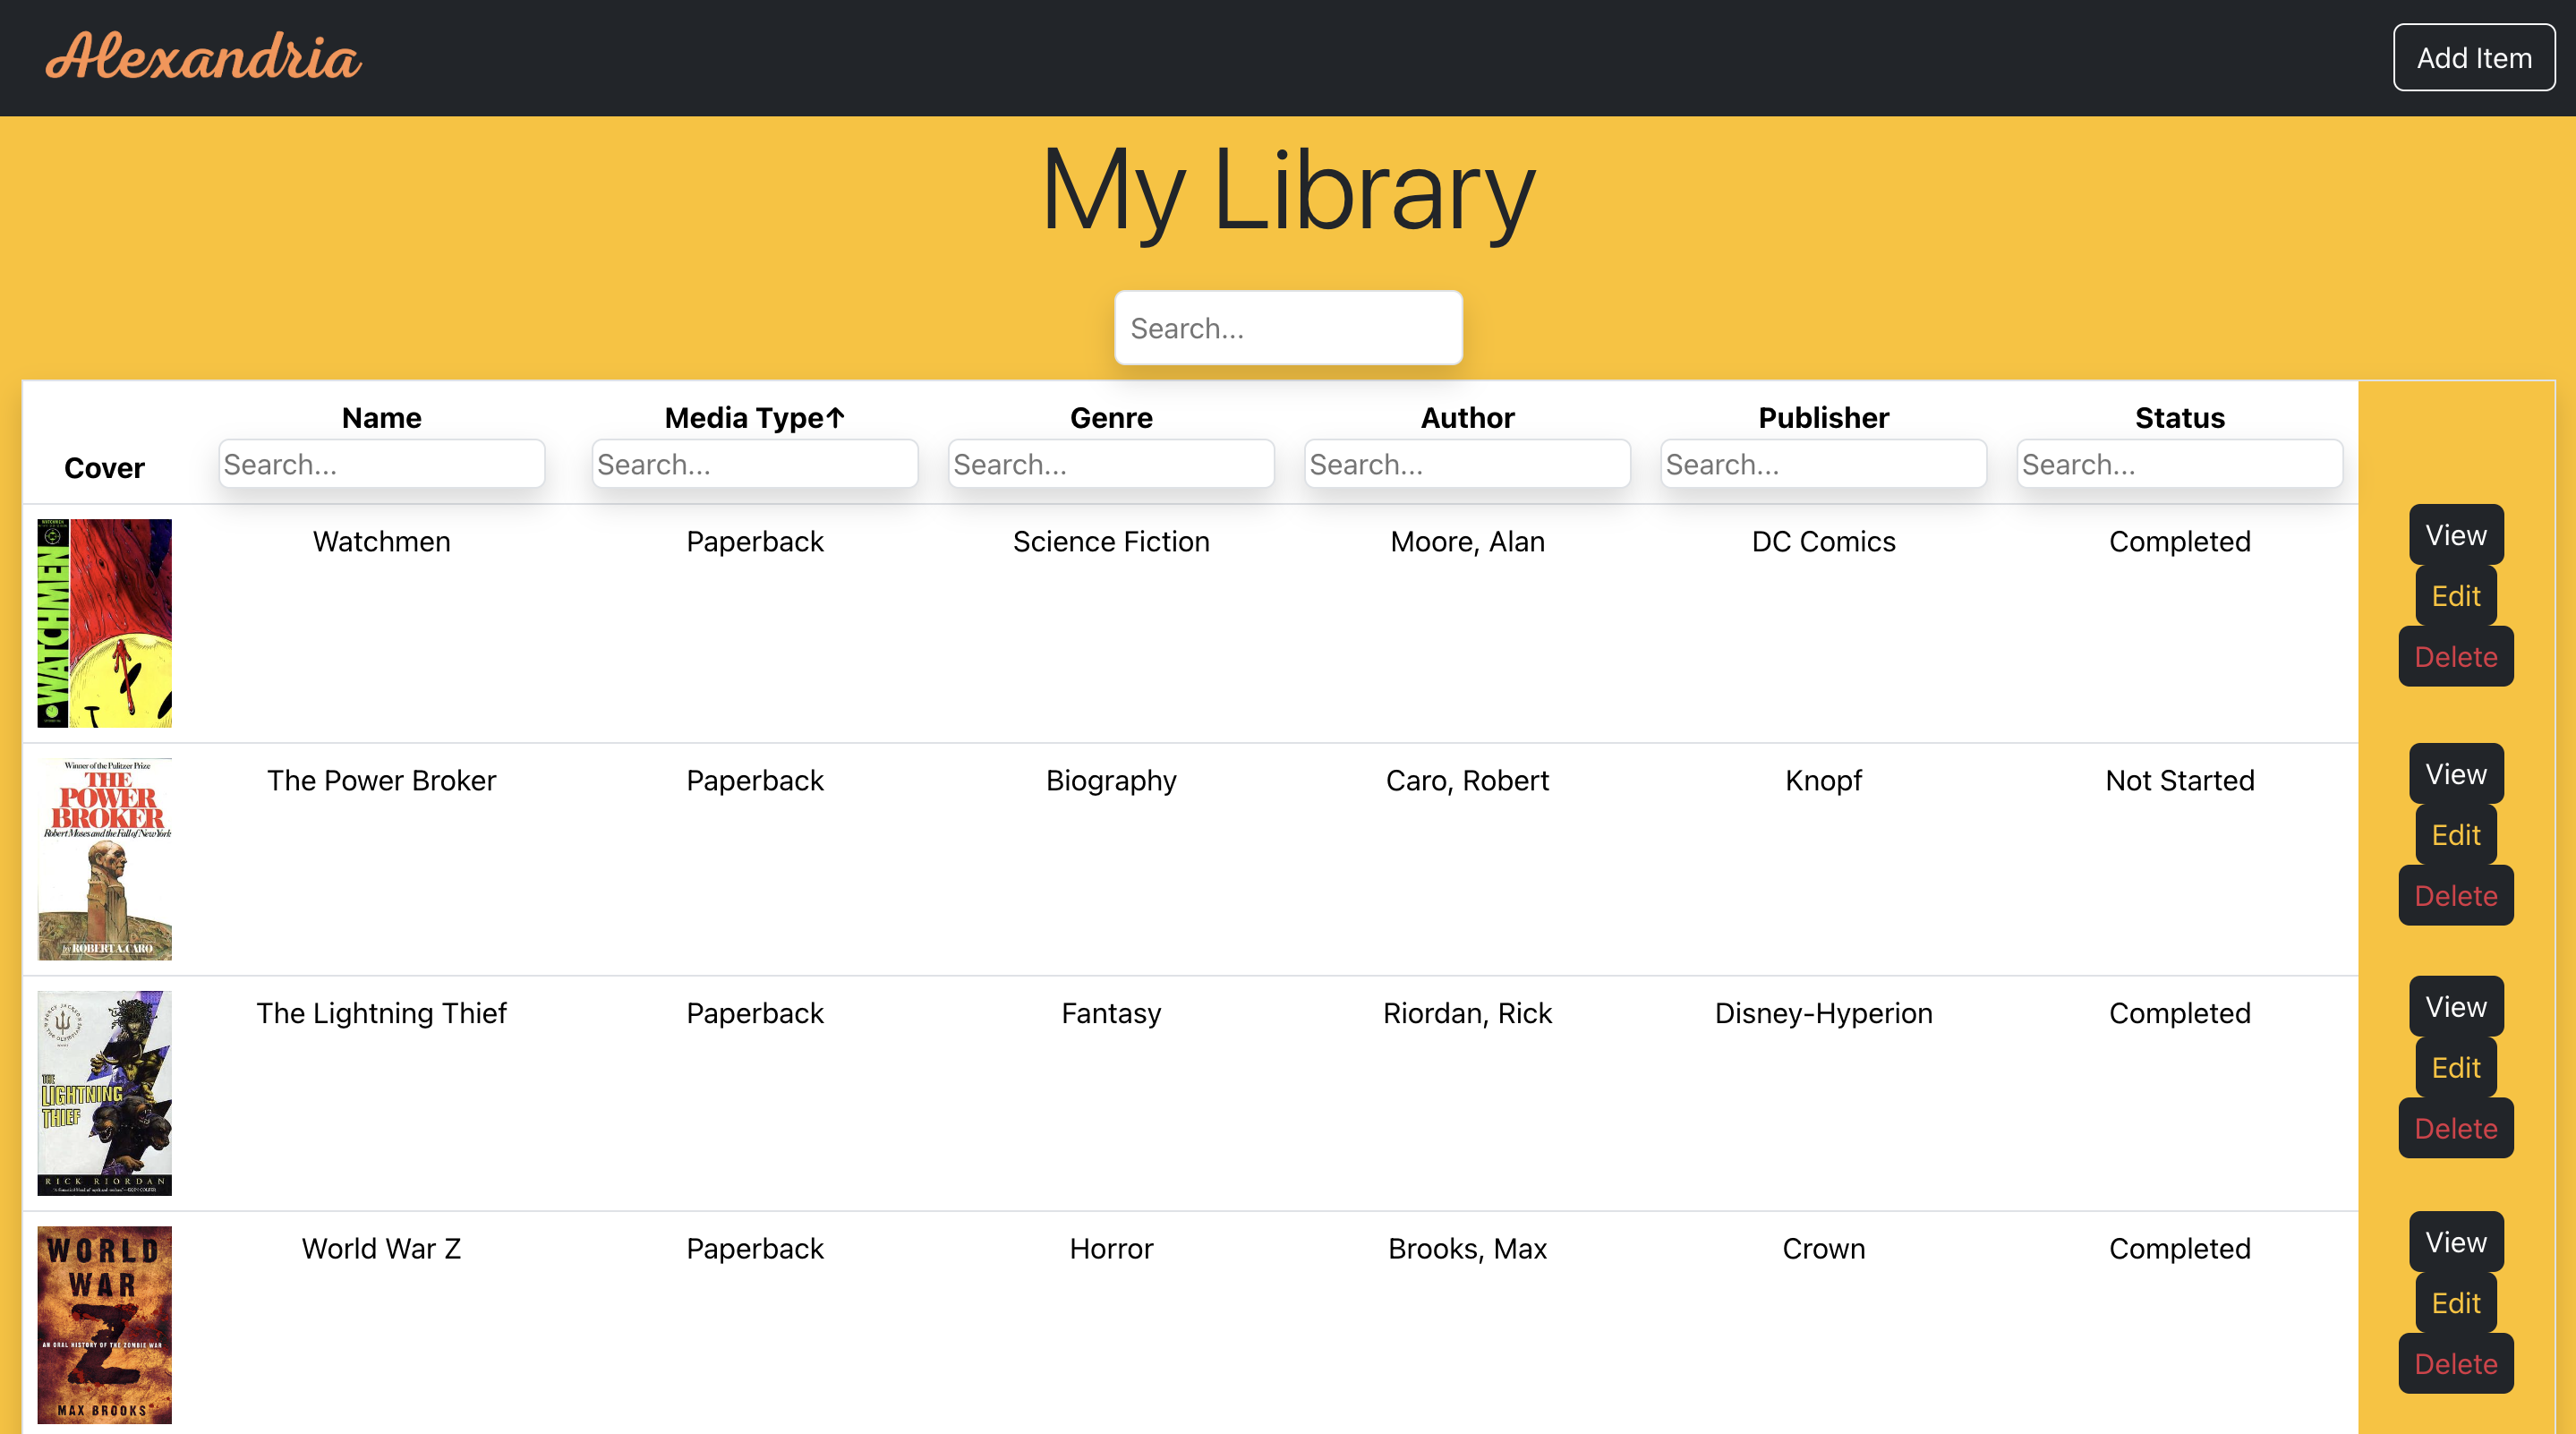 Alexandria
Add Item
My Library
Search...
Cover Name Media Type↑ Genre Author Publisher Status
Search... Search... Search... Search... Search... Search...
WATCHMEN
Watchmen Paperback Science Fiction Moore, Alan DC Comics Completed
View
Edit
Delete
Winner of the Pulitzer Prize
THE
POWER
BROKER
Robert Moses and the Fall of New York
by ROBERT A. CARO
The Power Broker Paperback Biography Caro, Robert Knopf Not Started
View
Edit
Delete
THE
LIGHTNING
THIEF
RICK RIORDAN
The Lightning Thief Paperback Fantasy Riordan, Rick Disney-Hyperion Completed
View
Edit
Delete
WORLD
WAR
Z
AN ORAL HISTORY OF THE ZOMBIE WAR
MAX BROOKS
World War Z Paperback Horror Brooks, Max Crown Completed
View
Edit
Delete